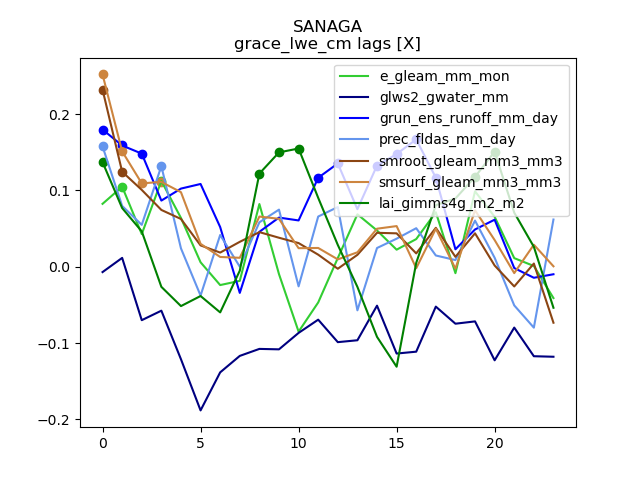 SANAGA
grace_lwe_cm lags [X]
e_gleam_mm_mon
glws2_gwater_mm
grun_ens_runoff_mm_day
prec_fldas_mm_day
smroot_gleam_mm3_mm3
smsurf_gleam_mm3_mm3
lai_gimms4g_m2_m2
0.2
0.1
0.0
−0.1
−0.2
0 5 10 15 20